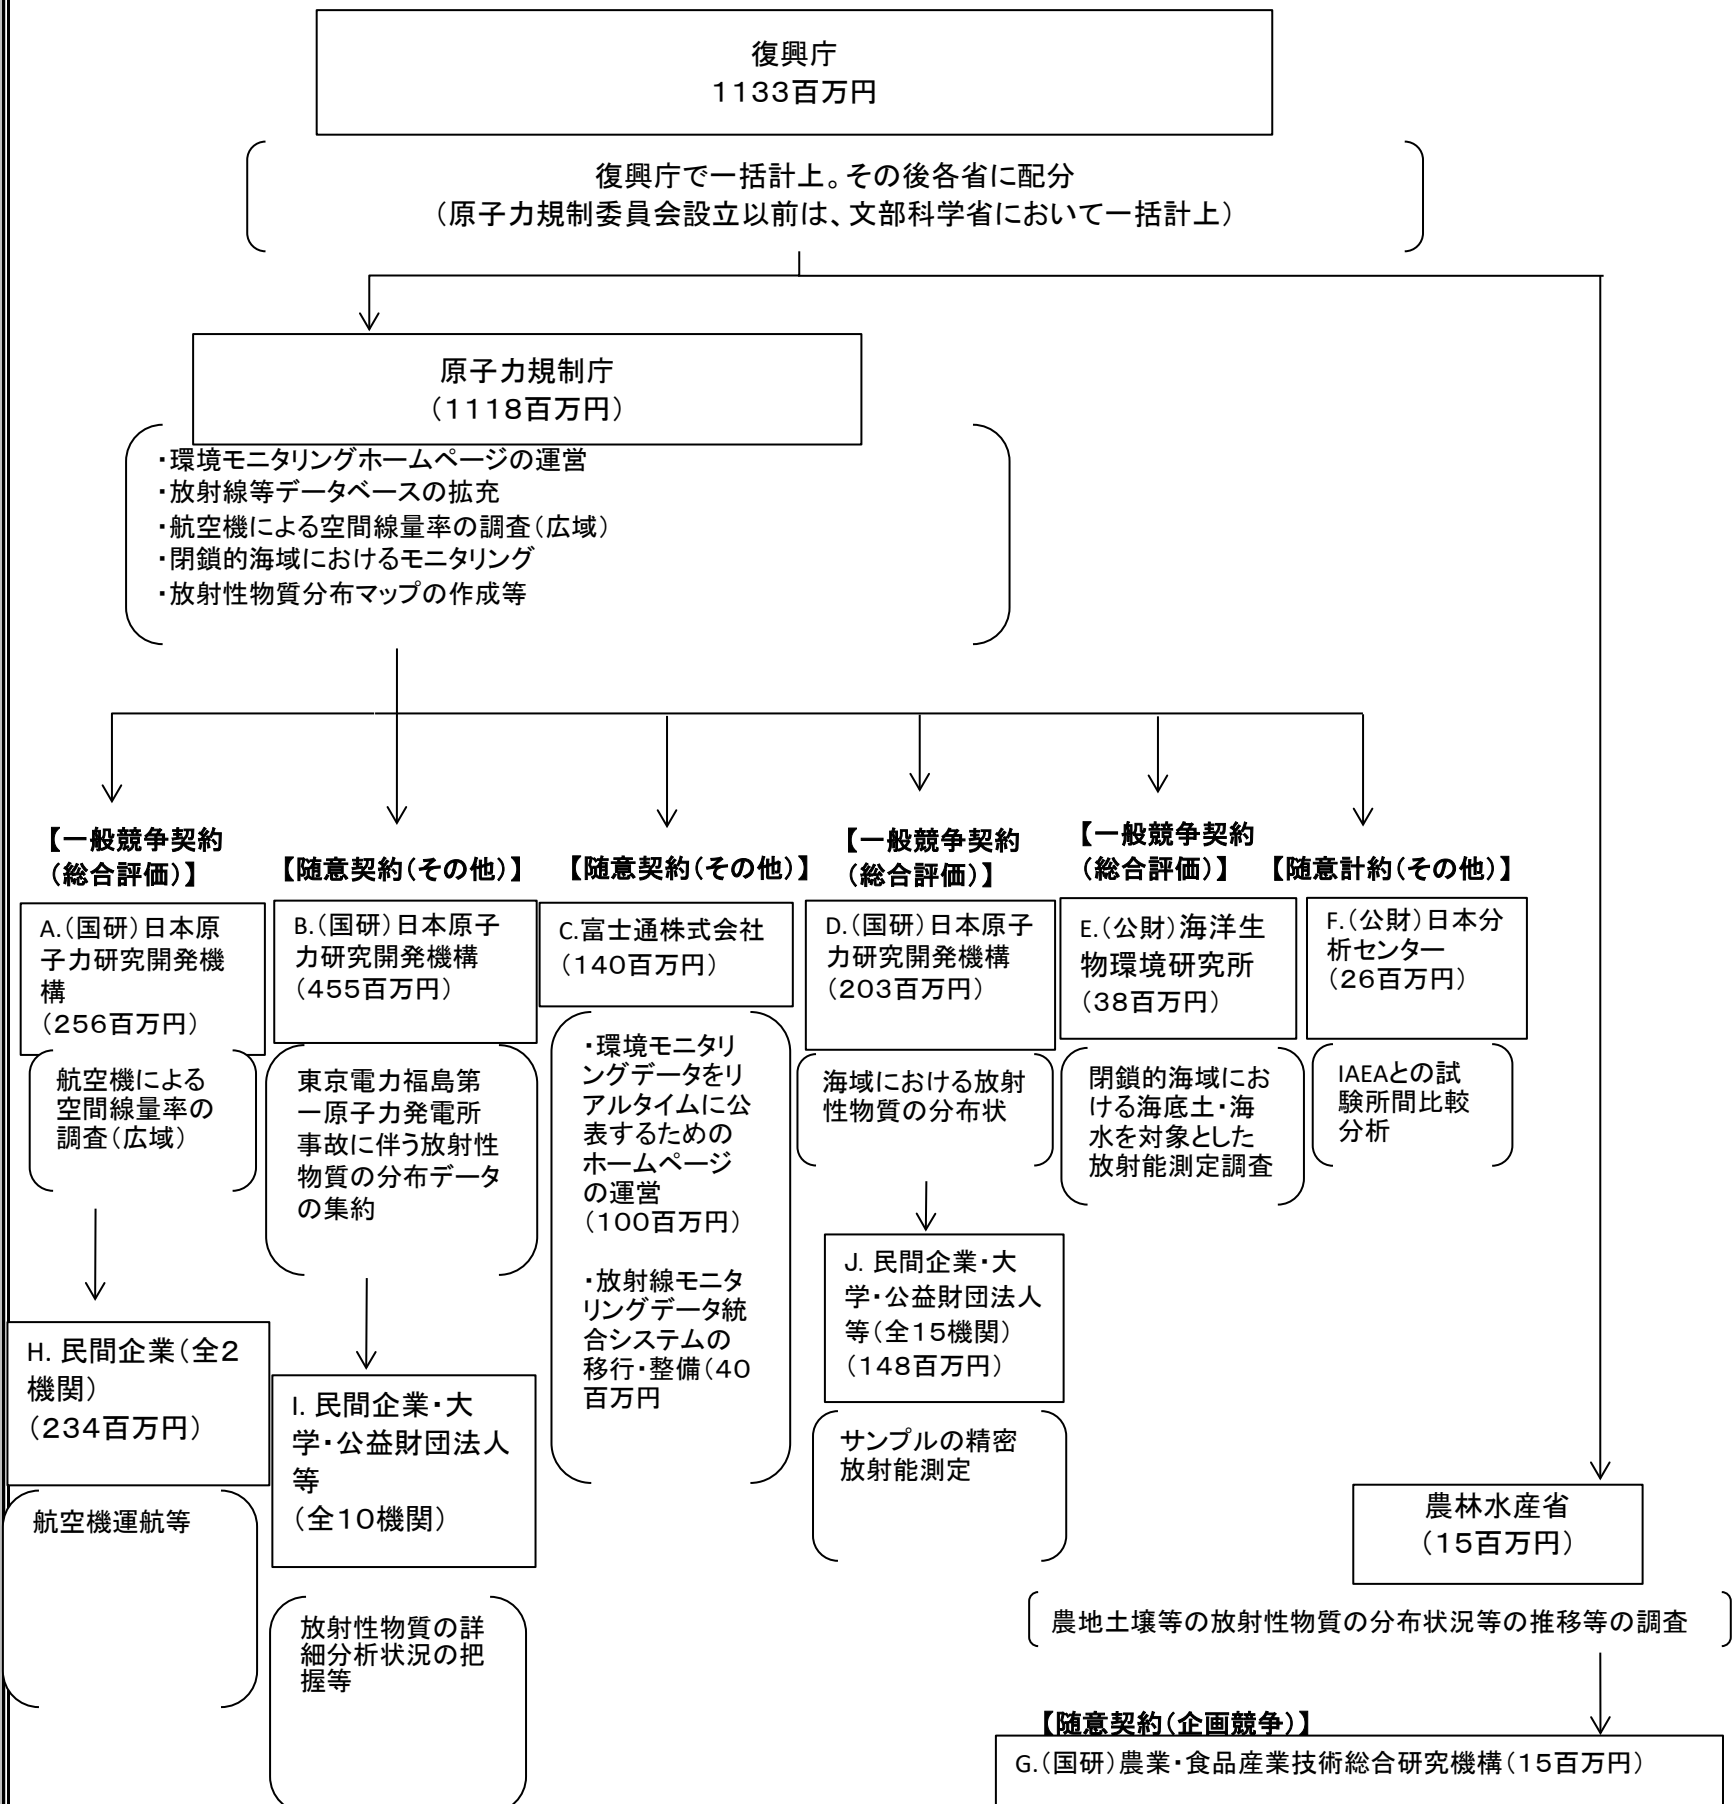 復興庁
1133百万円
復興庁で一括計上。その後各省に配分
（原子力規制委員会設立以前は、文部科学省において一括計上）
原子力規制庁
（1118百万円）
・環境モニタリングホームページの運営
・放射線等データベースの拡充
・航空機による空間線量率の調査（広域）
・閉鎖的海域におけるモニタリング
・放射性物質分布マップの作成等
【一般競争契約
（総合評価）】
A.（国研）日本原
子力研究開発機
構
（256百万円）
航空機による
空間線量率の
調査（広域）
H. 民間企業（全2
機関）
（234百万円）
航空機運航等
【随意契約（その他）】
B.（国研）日本原子
力研究開発機構
（455百万円）
東京電力福島第
一原子力発電所
事故に伴う放射性
物質の分布データ
の集約
I. 民間企業・大
学・公益財団法人
等
（全10機関）
放射性物質の詳
細分析状況の把
握等
【随意契約（その他）】
C.富士通株式会社
（140百万円）
・環境モニタリ
ングデータをリ
アルタイムに公
表するための
ホームページ
の運営
（100百万円）
・放射線モニタ
リングデータ統
合システムの
移行・整備（40
百万円
【一般競争契約
（総合評価）】
D.（国研）日本原子
力研究開発機構
（203百万円）
海域における放射
性物質の分布状
J. 民間企業・大
学・公益財団法人
等（全15機関）
（148百万円）
サンプルの精密
放射能測定
【一般競争契約
（総合評価）】
E.（公財）海洋生
物環境研究所
（38百万円）
閉鎖的海域にお
ける海底土・海
水を対象とした
放射能測定調査
【随意計約（その他）】
F.（公財）日本分
析センター
（26百万円）
IAEAとの試
験所間比較
分析
農林水産省
（15百万円）
農地土壌等の放射性物質の分布状況等の推移等の調査
【随意契約（企画競争）】
G.（国研）農業・食品産業技術総合研究機構（15百万円）